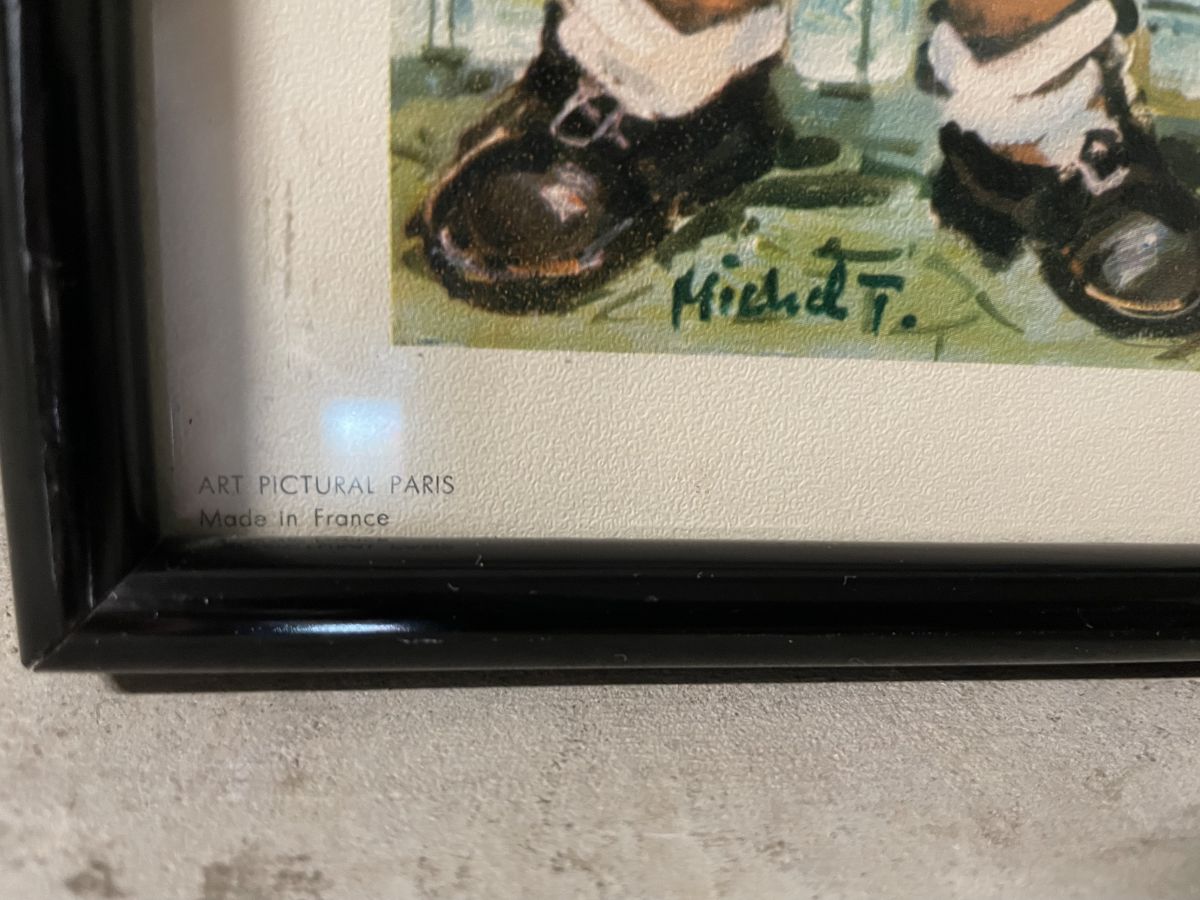 Michel T.
ART PICTURAL PARIS
Made in France